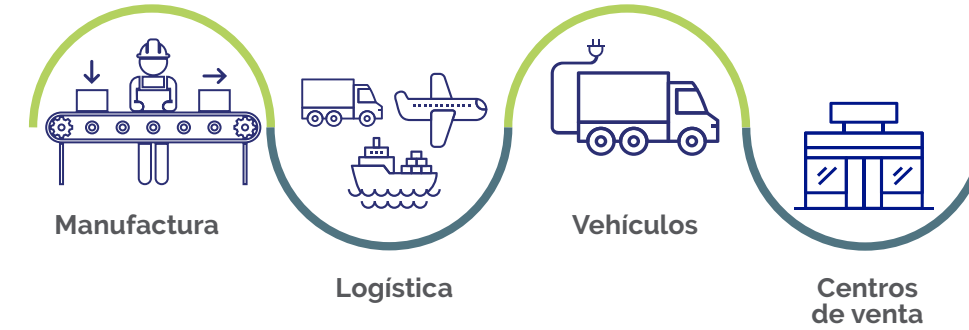 Manufactura
Logística
Vehículos
Centros
de venta